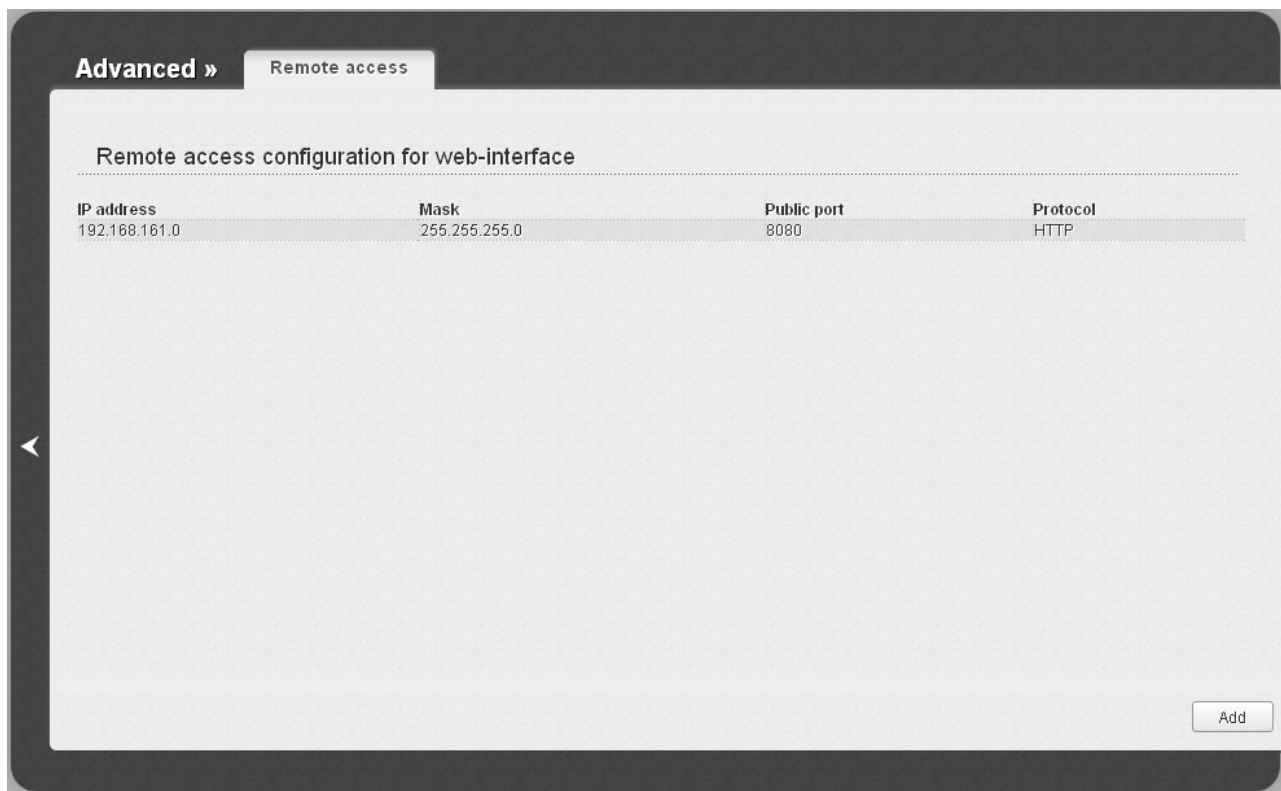 Advanced »
Remote access
Remote access configuration for web-interface
IP address Mask Public port Protocol
192.168.161.0 255.255.255.0 8080 HTTP
Add